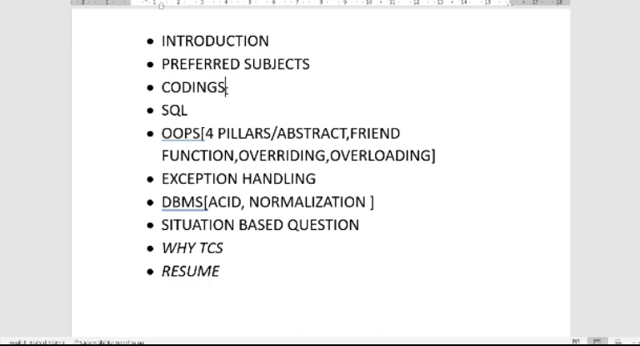 INTRODUCTION
PREFERRED SUBJECTS
CODINGS
SQL
OOPS[4 PILLARS/ABSTRACT,FRIEND
FUNCTION,OVERRIDING,OVERLOADING]
EXCEPTION HANDLING
DBMS[ACID, NORMALIZATION ]
SITUATION BASED QUESTION
WHY TCS
RESUME